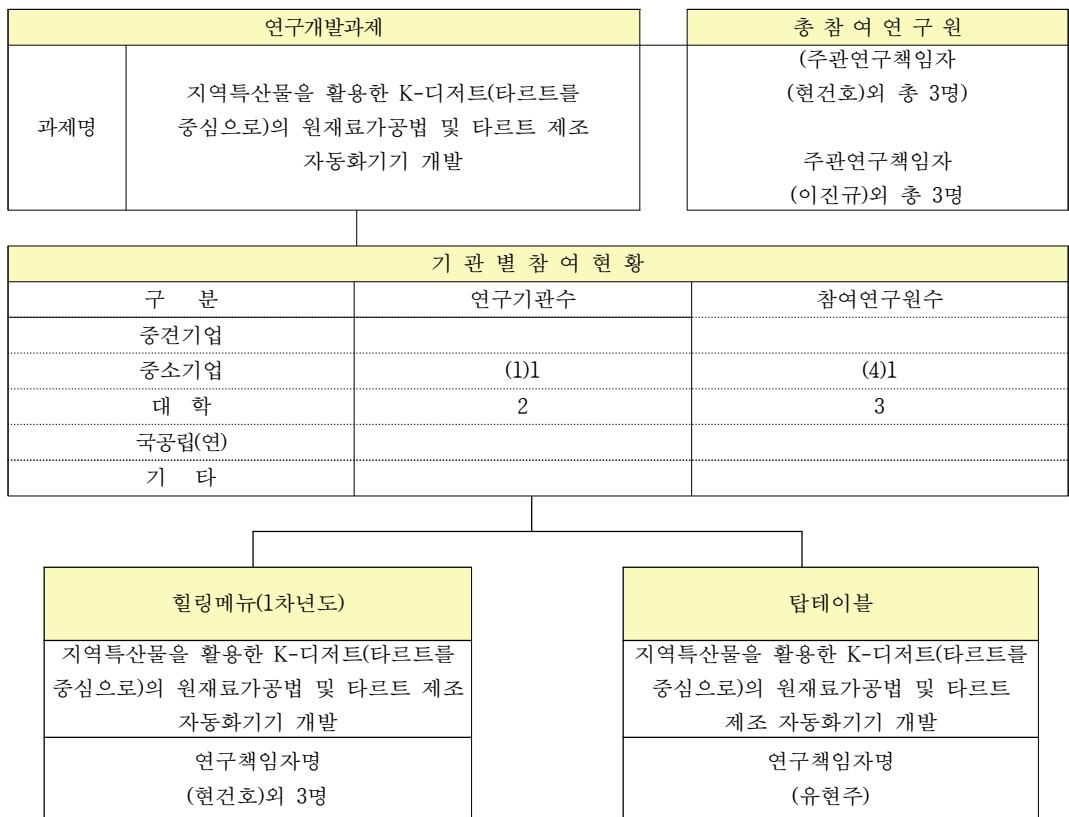 연구개발과제
총 참 여 연 구 원
과제명
지역특산물을 활용한 K-디저트(타르트를
중심으로)의 원재료가공법 및 타르트 제조
자동화기기 개발
(주관연구책임자
(현건호)외 총 3명)
주관연구책임자
(이진규)외 총 3명
기 관 별 참 여 현 황
구 분 연구기관수 참여연구원수
중견기업
중소기업 (1)1 (4)1
대 학 2 3
국공립(연)
기 타
힐링메뉴(1차년도)
지역특산물을 활용한 K-디저트(타르트를
중심으로)의 원재료가공법 및 타르트 제조
자동화기기 개발
연구책임자명
(현건호)외 3명
탑테이블
지역특산물을 활용한 K-디저트(타르트를
중심으로)의 원재료가공법 및 타르트
제조 자동화기기 개발
연구책임자명
(유현주)